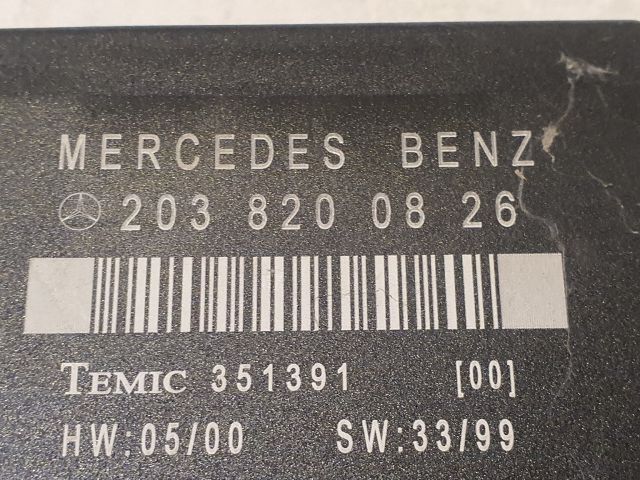 MERCEDES BENZ
203 820 08 26
TEMIC 351391 [00]
HW:05/00 SW:33/99